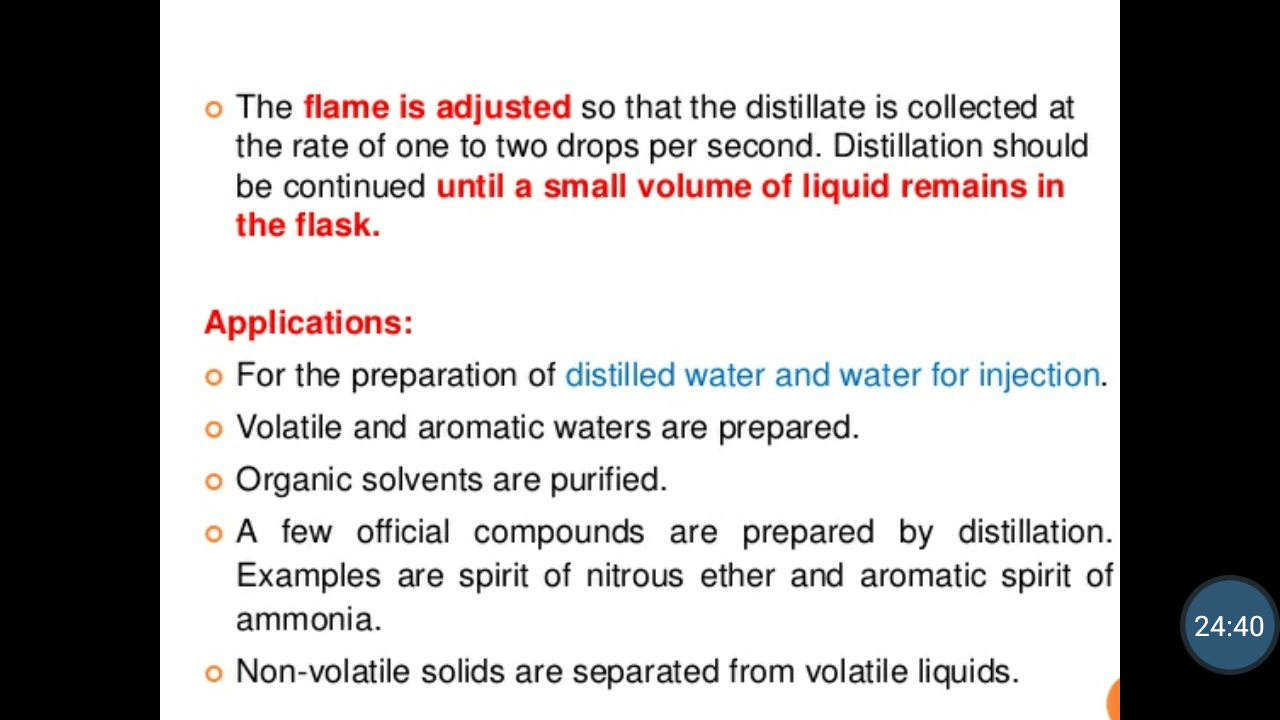 The flame is adjusted so that the distillate is collected at
the rate of one to two drops per second. Distillation should
be continued until a small volume of liquid remains in
the flask.
Applications:
For the preparation of distilled water and water for injection.
Volatile and aromatic waters are prepared.
Organic solvents are purified.
A few official compounds are prepared by distillation.
Examples are spirit of nitrous ether and aromatic spirit of
ammonia.
Non-volatile solids are separated from volatile liquids.
24:40